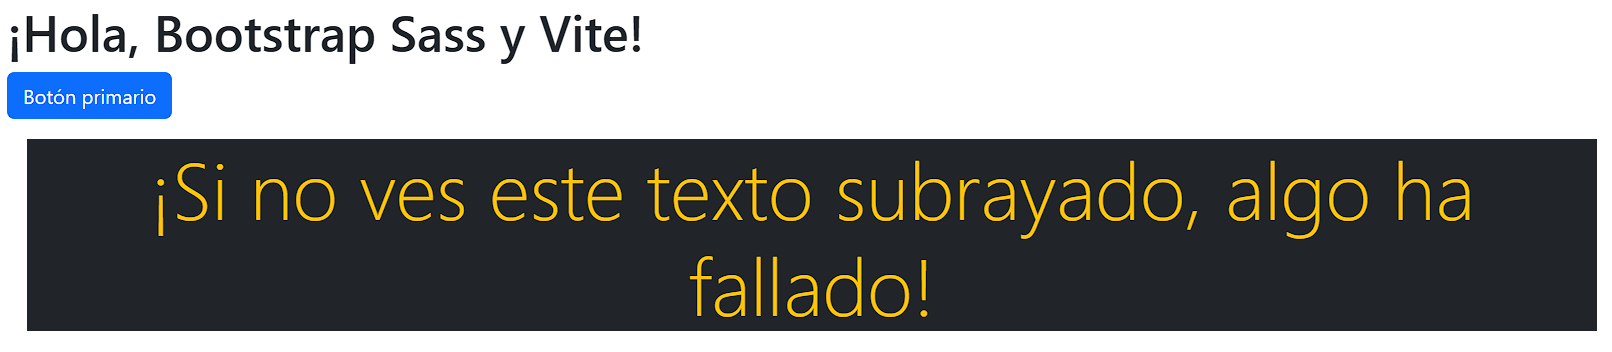 ¡Hola, Bootstrap Sass y Vite!
Botón primario
¡Si no ves este texto subrayado, algo ha
fallado!